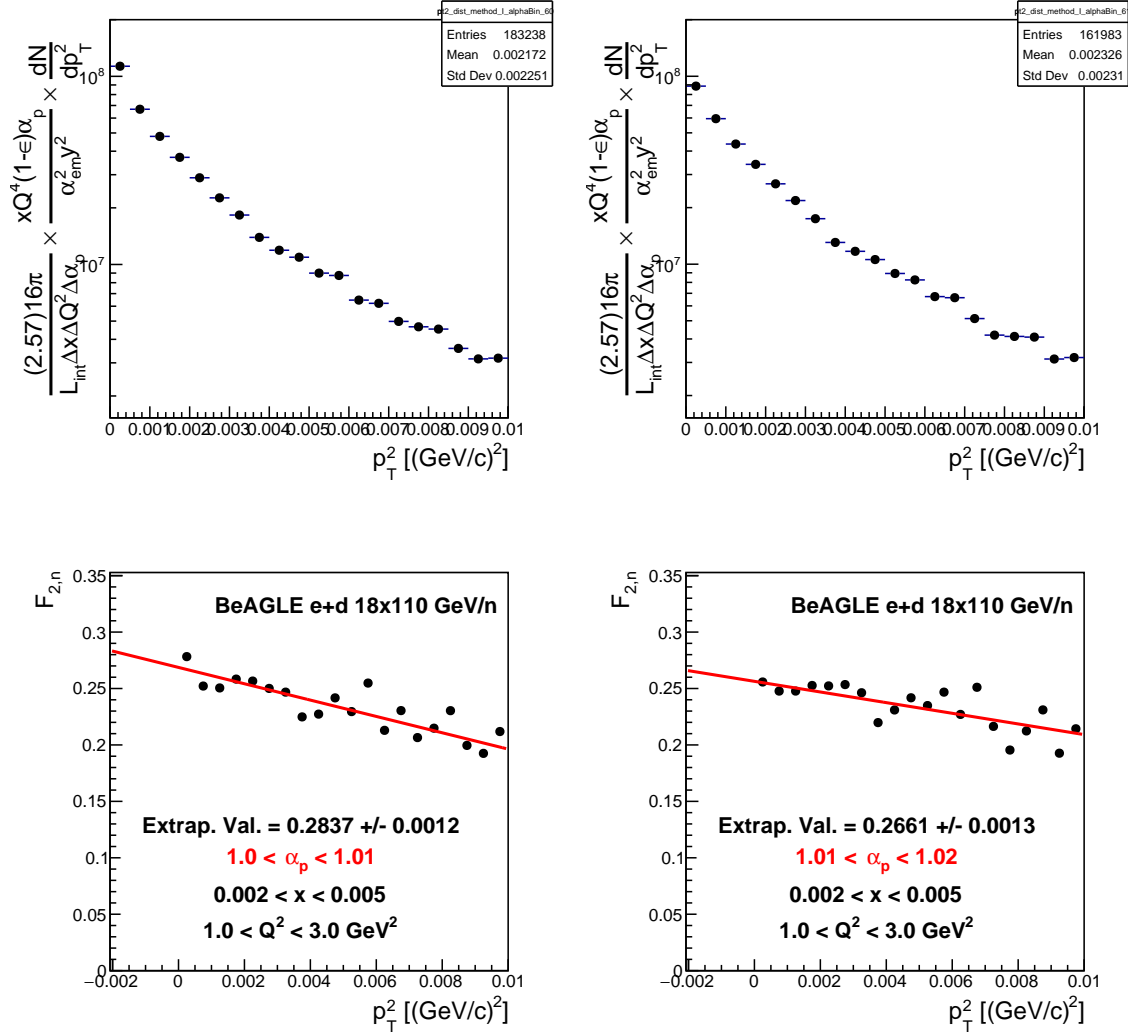 pt2_dist_method_I_alphaBin_60
Entries 183238
Mean 0.002172
Std Dev 0.002251
(2.57)16π / L_int Δx ΔQ² Δα_p × xQ⁴(1-ϵ)α_p / α²_em y² × dN / dp²_T
10⁸
10⁷
0 0.001 0.002 0.003 0.004 0.005 0.006 0.007 0.008 0.009 0.01
p²_T [(GeV/c)²]
Entries 161983
Mean 0.002326
Std Dev 0.00231
(2.57)16π / L_int Δx ΔQ² Δα_p × xQ⁴(1-ϵ)α_p / α²_em y² × dN / dp²_T
10⁸
10⁷
0 0.001 0.002 0.003 0.004 0.005 0.006 0.007 0.008 0.009 0.01
p²_T [(GeV/c)²]
F_2,n
0.35
0.3
0.25
0.2
0.15
0.1
0.05
0
BeAGLE e+d 18x110 GeV/n
Extrap. Val. = 0.2837 +/- 0.0012
1.0 < α_p < 1.01
0.002 < x < 0.005
1.0 < Q² < 3.0 GeV²
−0.002 0 0.002 0.004 0.006 0.008 0.01
p²_T [(GeV/c)²]
F_2,n
0.35
0.3
0.25
0.2
0.15
0.1
0.05
0
BeAGLE e+d 18x110 GeV/n
Extrap. Val. = 0.2661 +/- 0.0013
1.01 < α_p < 1.02
0.002 < x < 0.005
1.0 < Q² < 3.0 GeV²
−0.002 0 0.002 0.004 0.006 0.008 0.01
p²_T [(GeV/c)²]